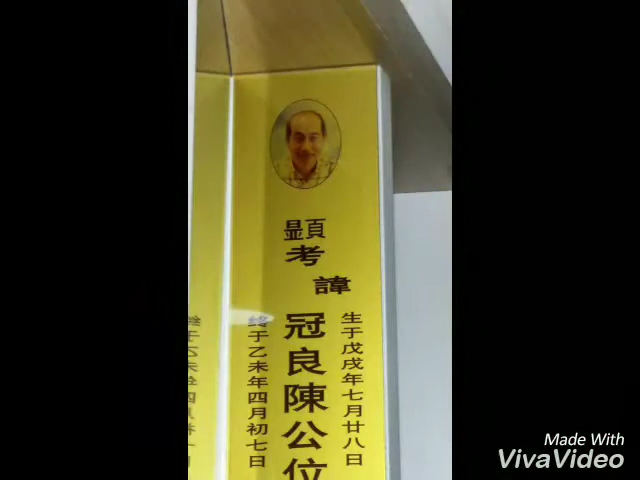 生于戊戌年七月廿八日
顯考
諱
冠良陳公位
終于乙未年四月初七日
Made With
VivaVideo